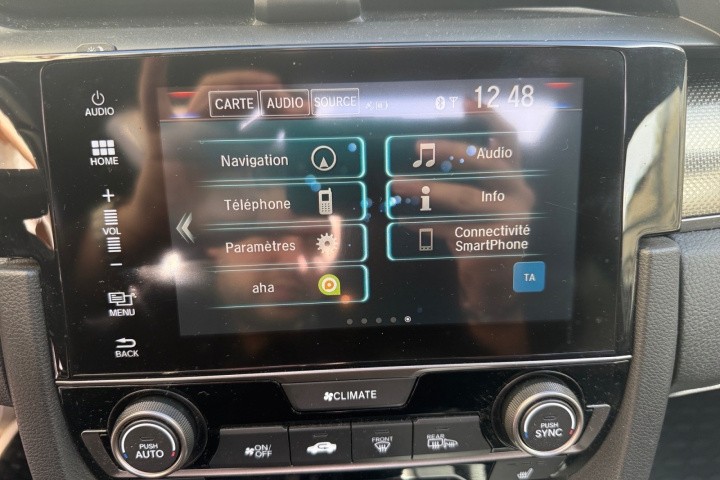 AUDIO
HOME
+
VOL
−
MENU
BACK
CARTE AUDIO SOURCE 12 48
Navigation
Téléphone
Paramètres
aha
Audio
Info
Connectivité
SmartPhone
TA
CLIMATE
PUSH
AUTO
ON/
OFF
FRONT
REAR
PUSH
SYNC